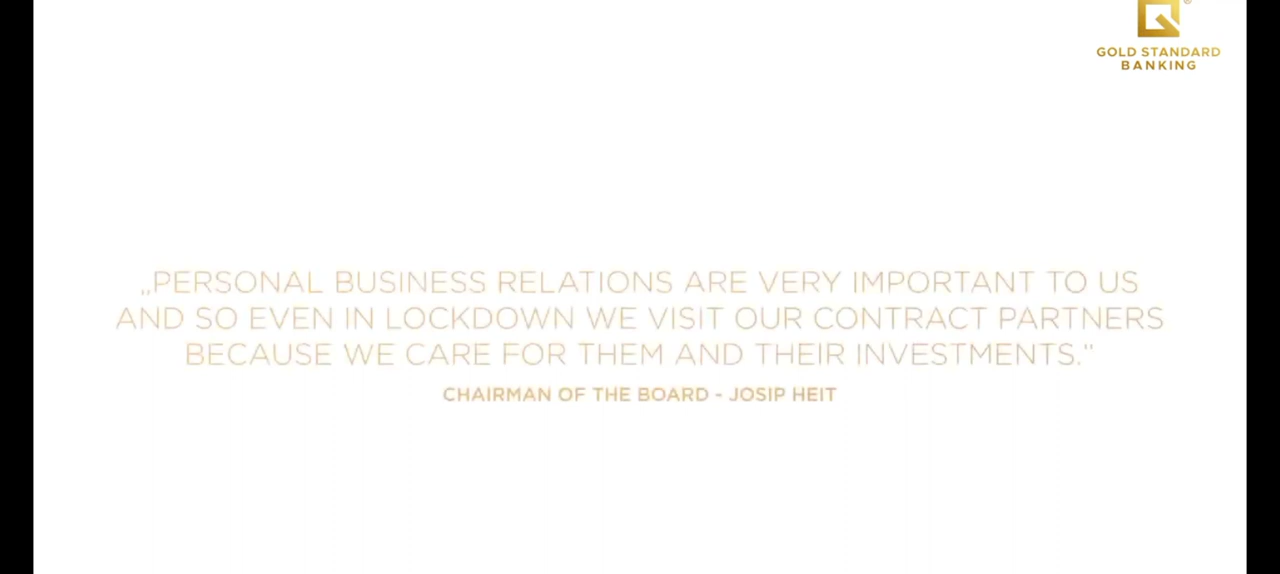 GOLD STANDARD
BANKING
„PERSONAL BUSINESS RELATIONS ARE VERY IMPORTANT TO US
AND SO EVEN IN LOCKDOWN WE VISIT OUR CONTRACT PARTNERS
BECAUSE WE CARE FOR THEM AND THEIR INVESTMENTS."
CHAIRMAN OF THE BOARD - JOSIP HEIT